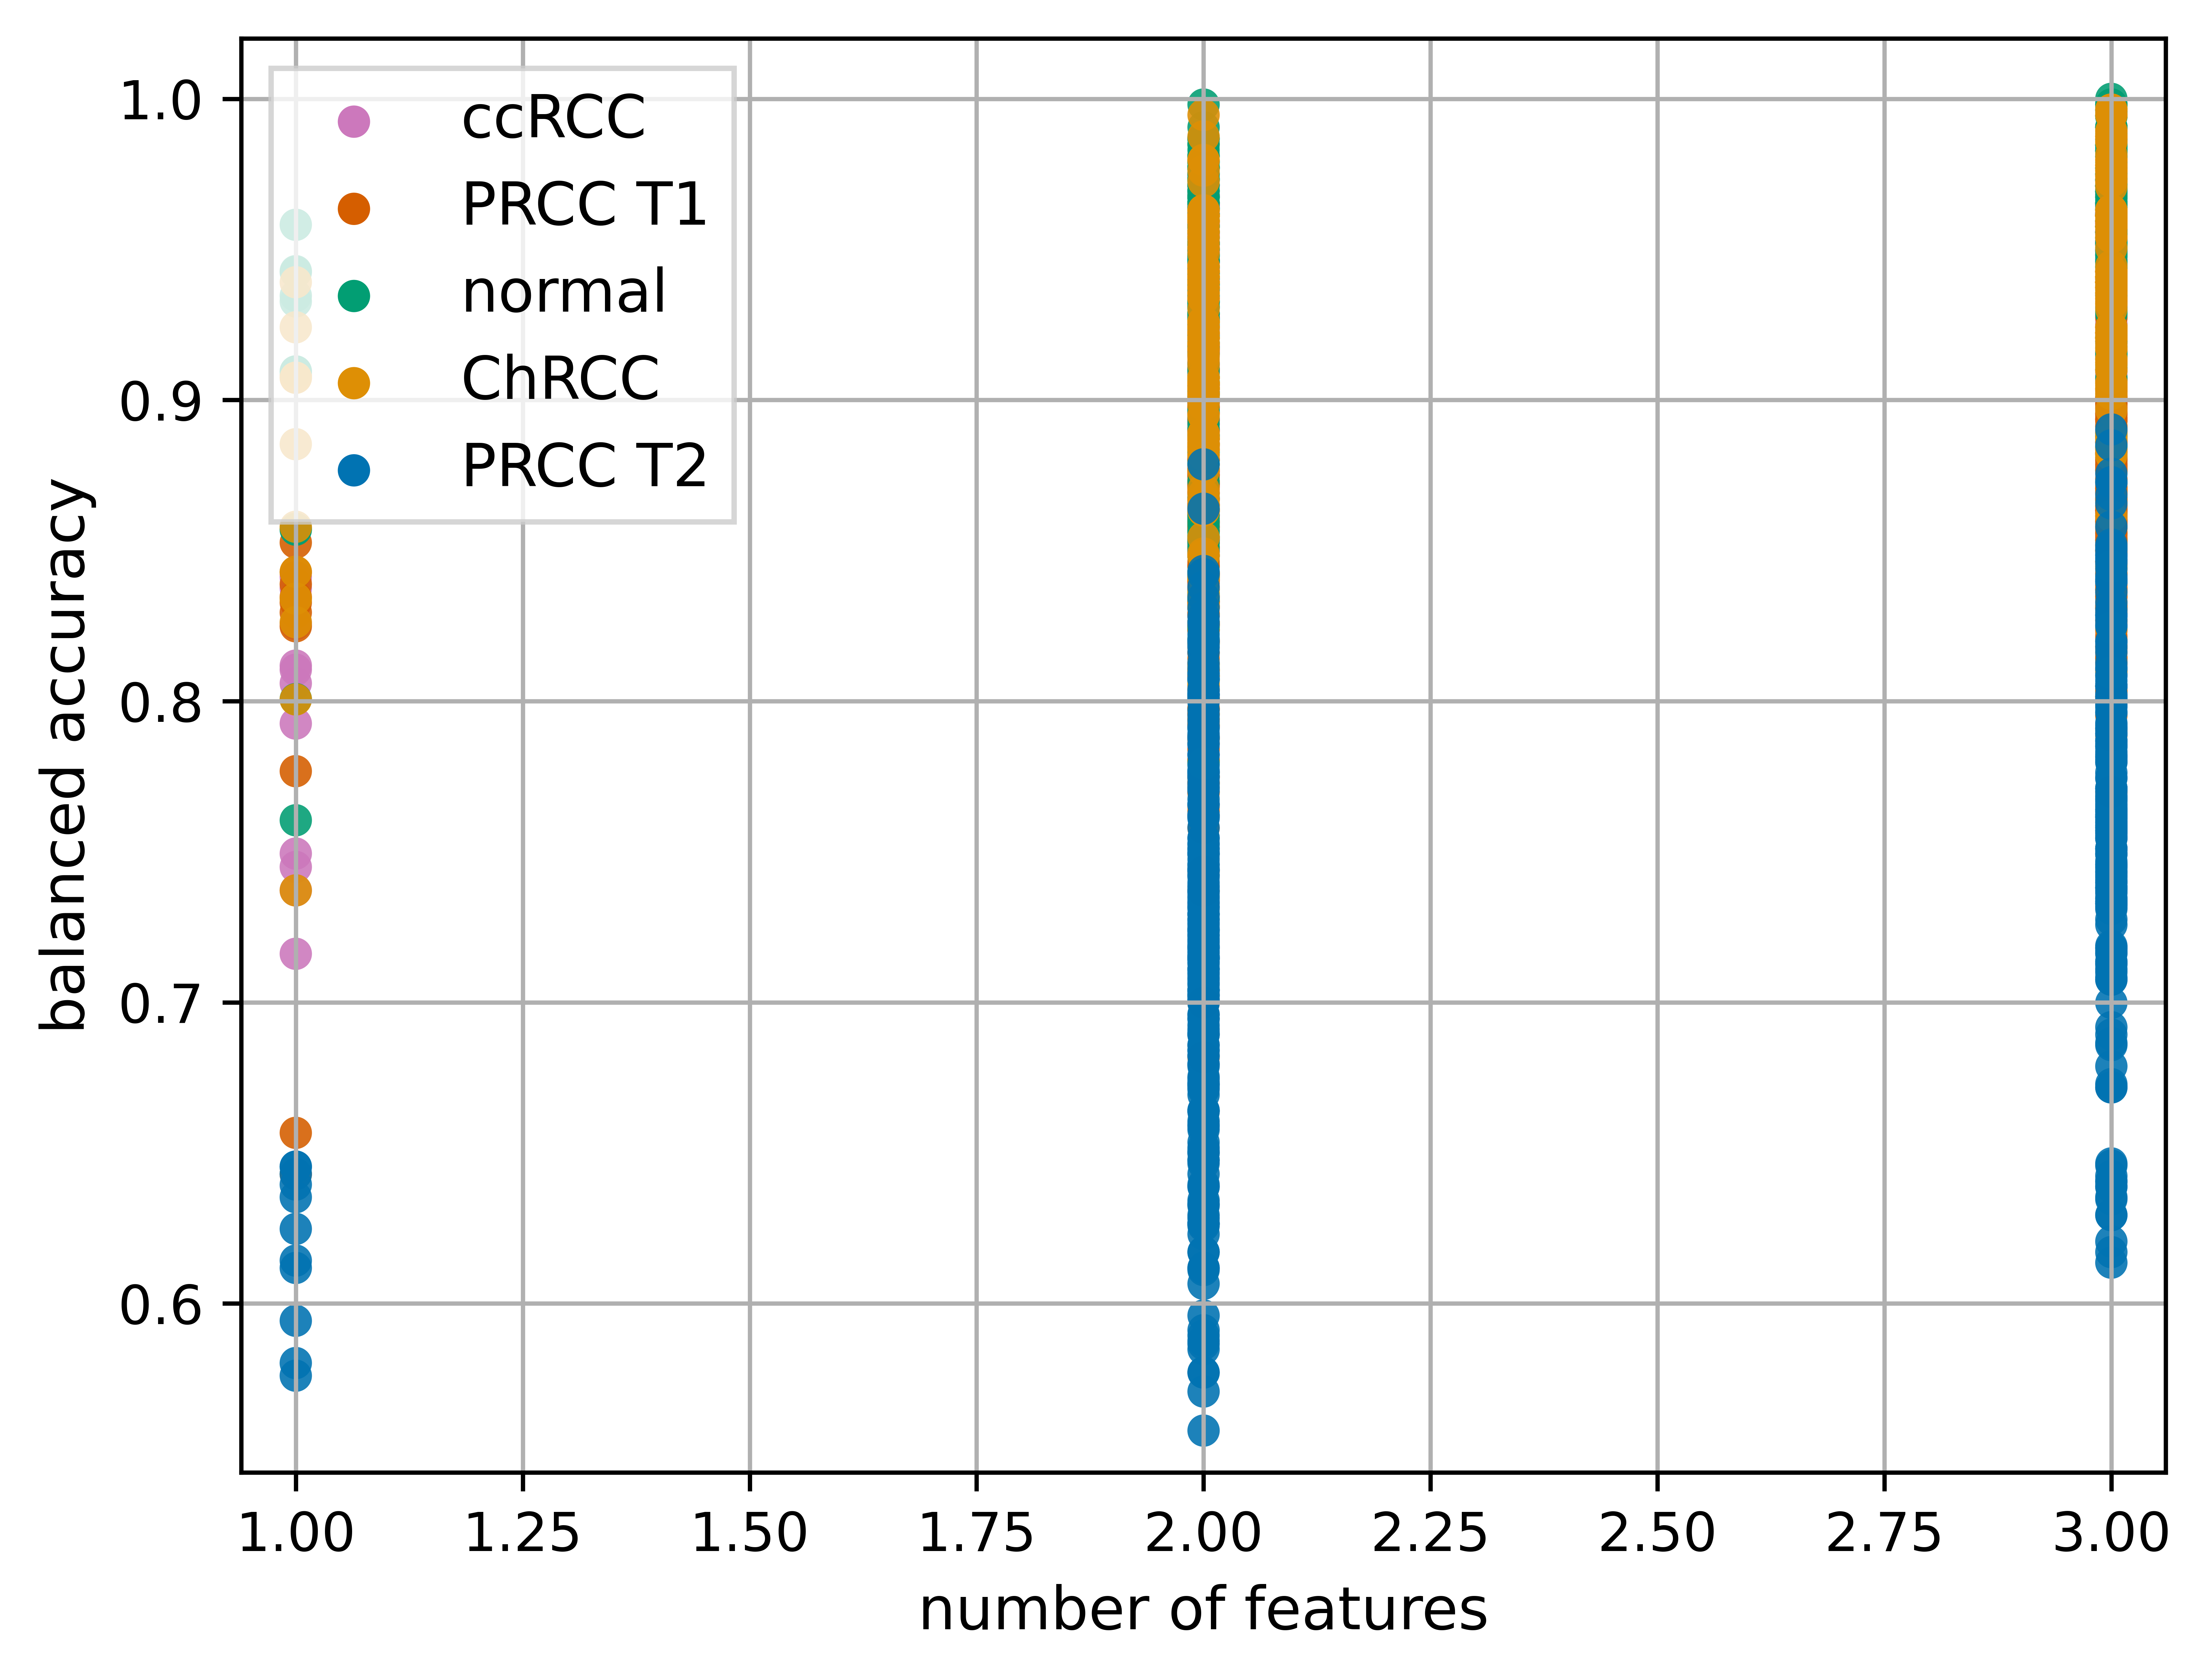 ccRCC
PRCC T1
normal
ChRCC
PRCC T2
balanced accuracy
1.0
0.9
0.8
0.7
0.6
1.00 1.25 1.50 1.75 2.00 2.25 2.50 2.75 3.00
number of features